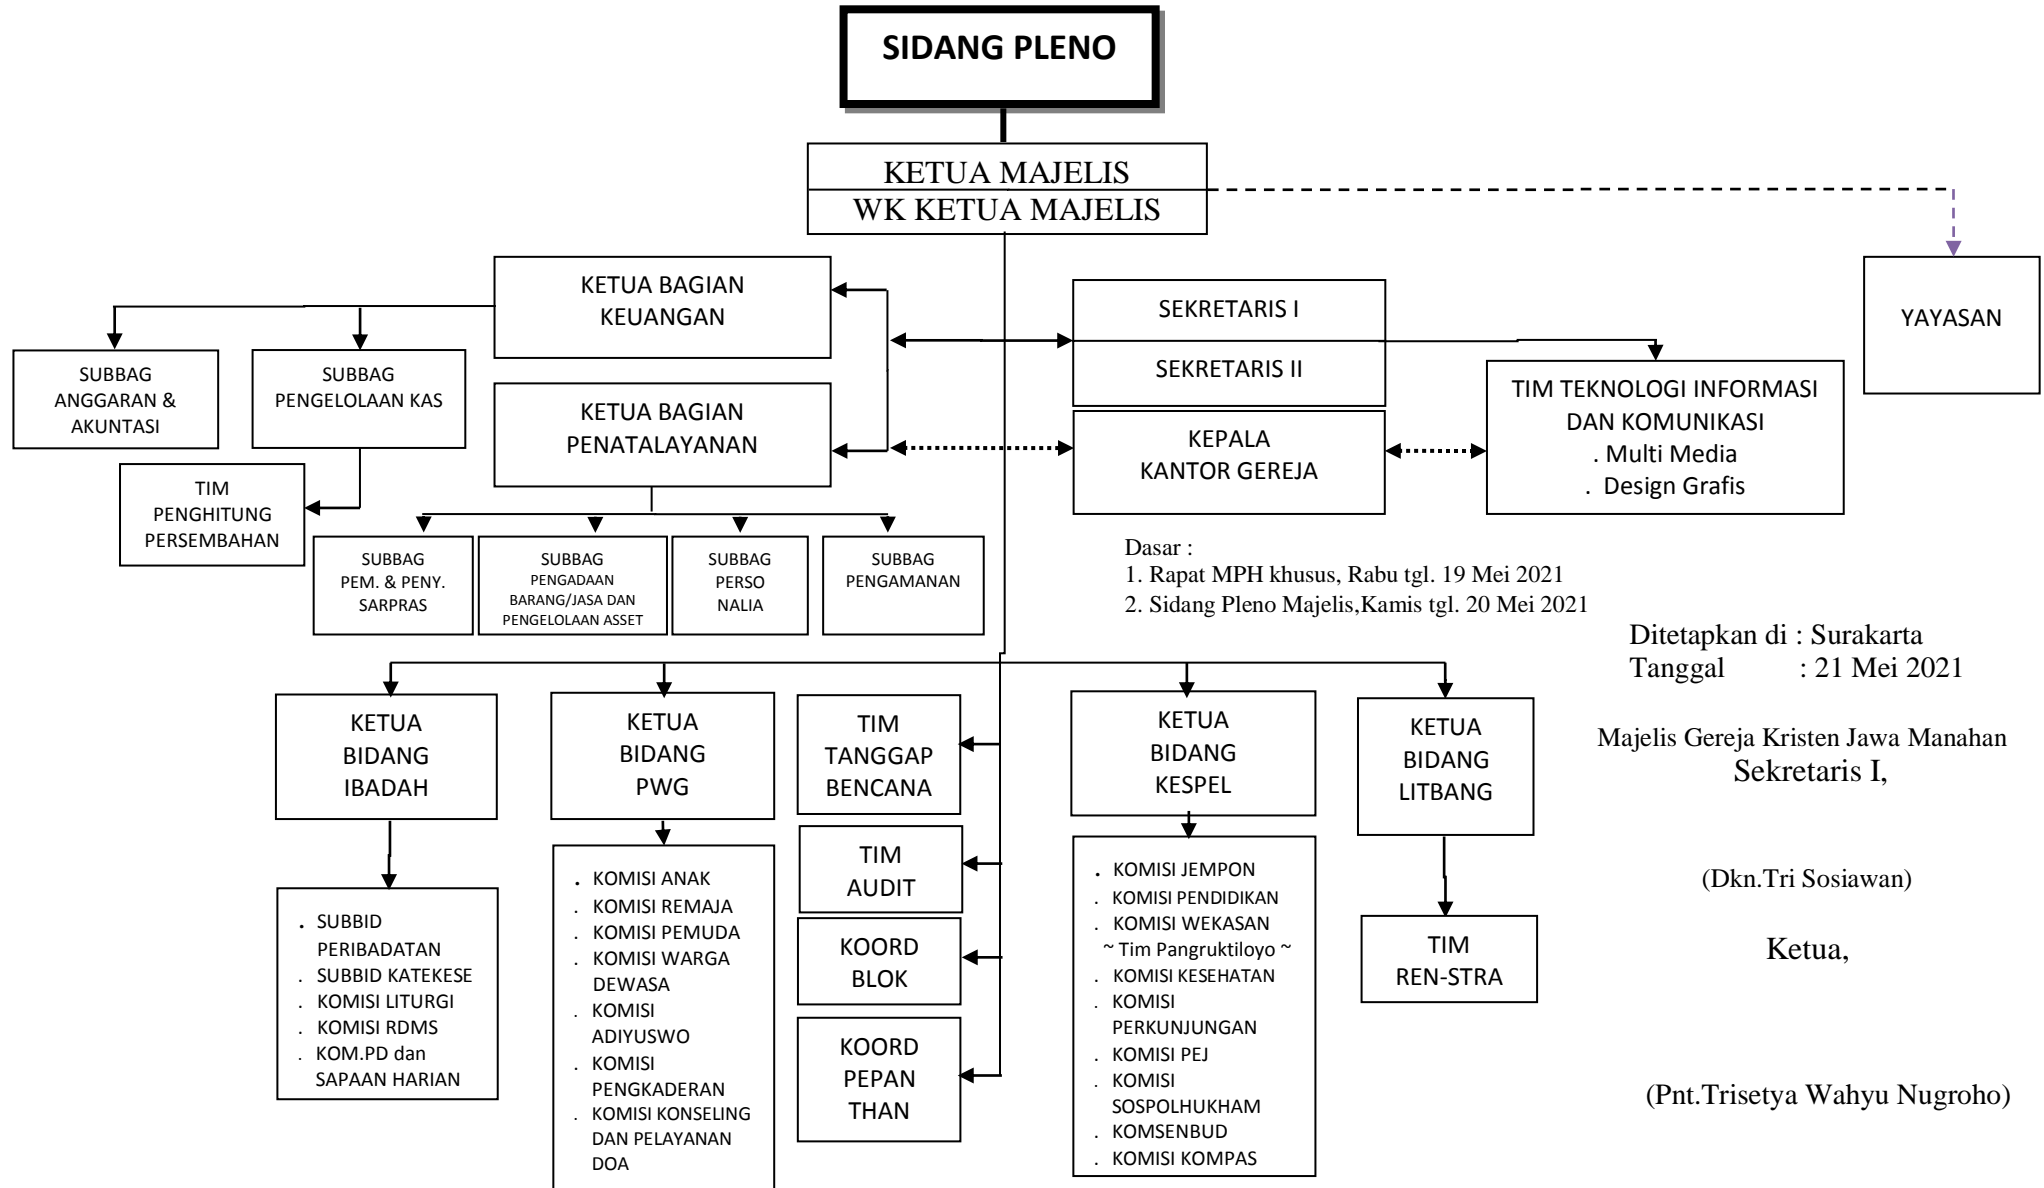 SIDANG PLENO
KETUA MAJELIS
WK KETUA MAJELIS
KETUA BAGIAN
KEUANGAN
SEKRETARIS I
SEKRETARIS II
YAYASAN
SUBBAG
ANGGARAN &
AKUNTASI
SUBBAG
PENGELOLAAN KAS
KETUA BAGIAN
PENATALAYANAN
KEPALA
KANTOR GEREJA
TIM TEKNOLOGI INFORMASI
DAN KOMUNIKASI
. Multi Media
. Design Grafis
TIM
PENGHITUNG
PERSEMBAHAN
SUBBAG
PEM. & PENY.
SARPRAS
SUBBAG
PENGADAAN
BARANG/JASA DAN
PENGELOLAAN ASSET
SUBBAG
PERSO
NALIA
SUBBAG
PENGAMANAN
Dasar :
1. Rapat MPH khusus, Rabu tgl. 19 Mei 2021
2. Sidang Pleno Majelis,Kamis tgl. 20 Mei 2021
Ditetapkan di : Surakarta
Tanggal : 21 Mei 2021
Majelis Gereja Kristen Jawa Manahan
Sekretaris I,
(Dkn.Tri Sosiawan)
Ketua,
(Pnt.Trisetya Wahyu Nugroho)
KETUA
BIDANG
IBADAH
KETUA
BIDANG
PWG
TIM
TANGGAP
BENCANA
KETUA
BIDANG
KESPEL
KETUA
BIDANG
LITBANG
. SUBBID
PERIBADATAN
. SUBBID KATEKESE
. KOMISI LITURGI
. KOMISI RDMS
. KOM.PD dan
SAPAAN HARIAN
. KOMISI ANAK
. KOMISI REMAJA
. KOMISI PEMUDA
. KOMISI WARGA
DEWASA
. KOMISI
ADIYUSWO
. KOMISI
PENGKADERAN
. KOMISI KONSELING
DAN PELAYANAN
DOA
TIM
AUDIT
KOORD
BLOK
KOORD
PEPAN
THAN
. KOMISI JEMPON
. KOMISI PENDIDIKAN
. KOMISI WEKASAN
~ Tim Pangruktiloyo ~
. KOMISI KESEHATAN
. KOMISI
PERKUNJUNGAN
. KOMISI PEJ
. KOMISI
SOSPOLHUKHAM
. KOMSENBUD
. KOMISI KOMPAS
TIM
REN-STRA